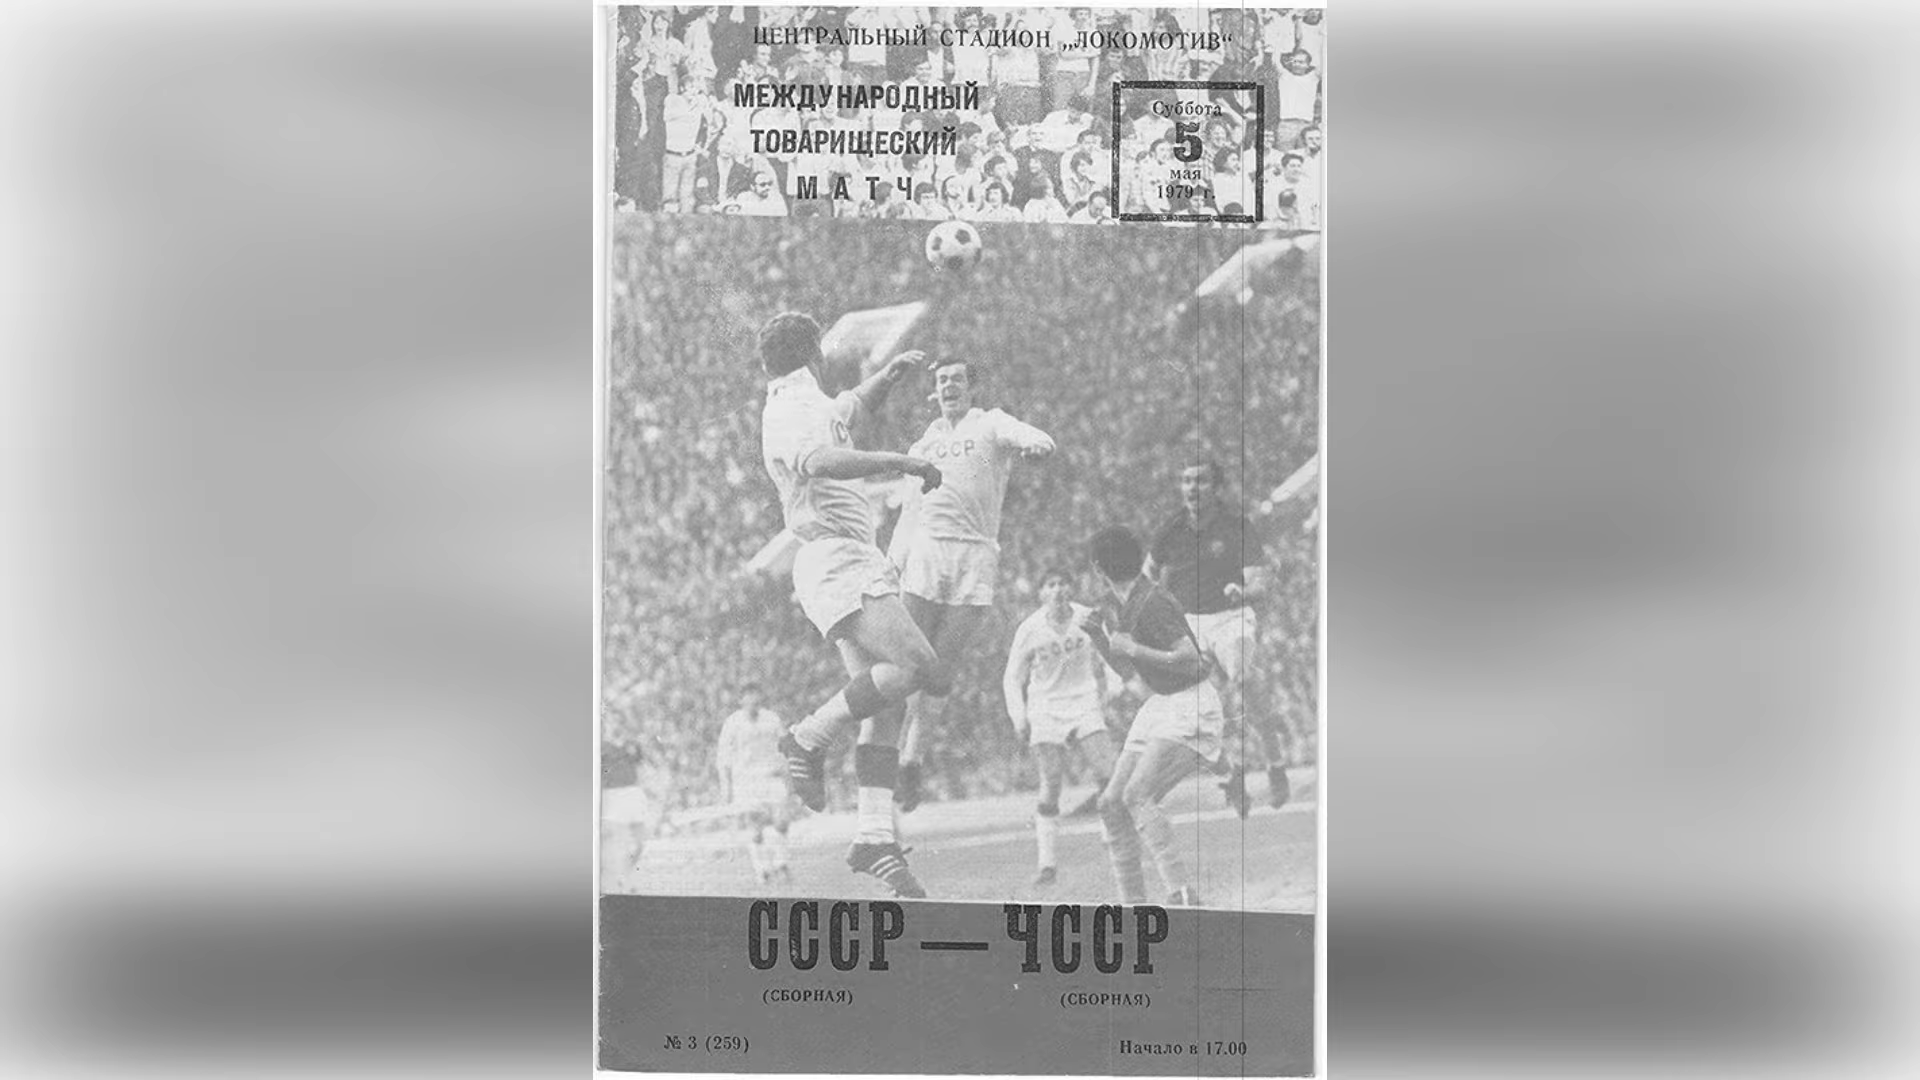 ЦЕНТРАЛЬНЫЙ СТАДИОН „ЛОКОМОТИВ“
МЕЖДУНАРОДНЫЙ
ТОВАРИЩЕСКИЙ
МАТЧ
Суббота
5
мая
1979 г.
СССР
СССР
СССР — ЧССР
(СБОРНАЯ) (СБОРНАЯ)
№ 3 (259) Начало в 17.00